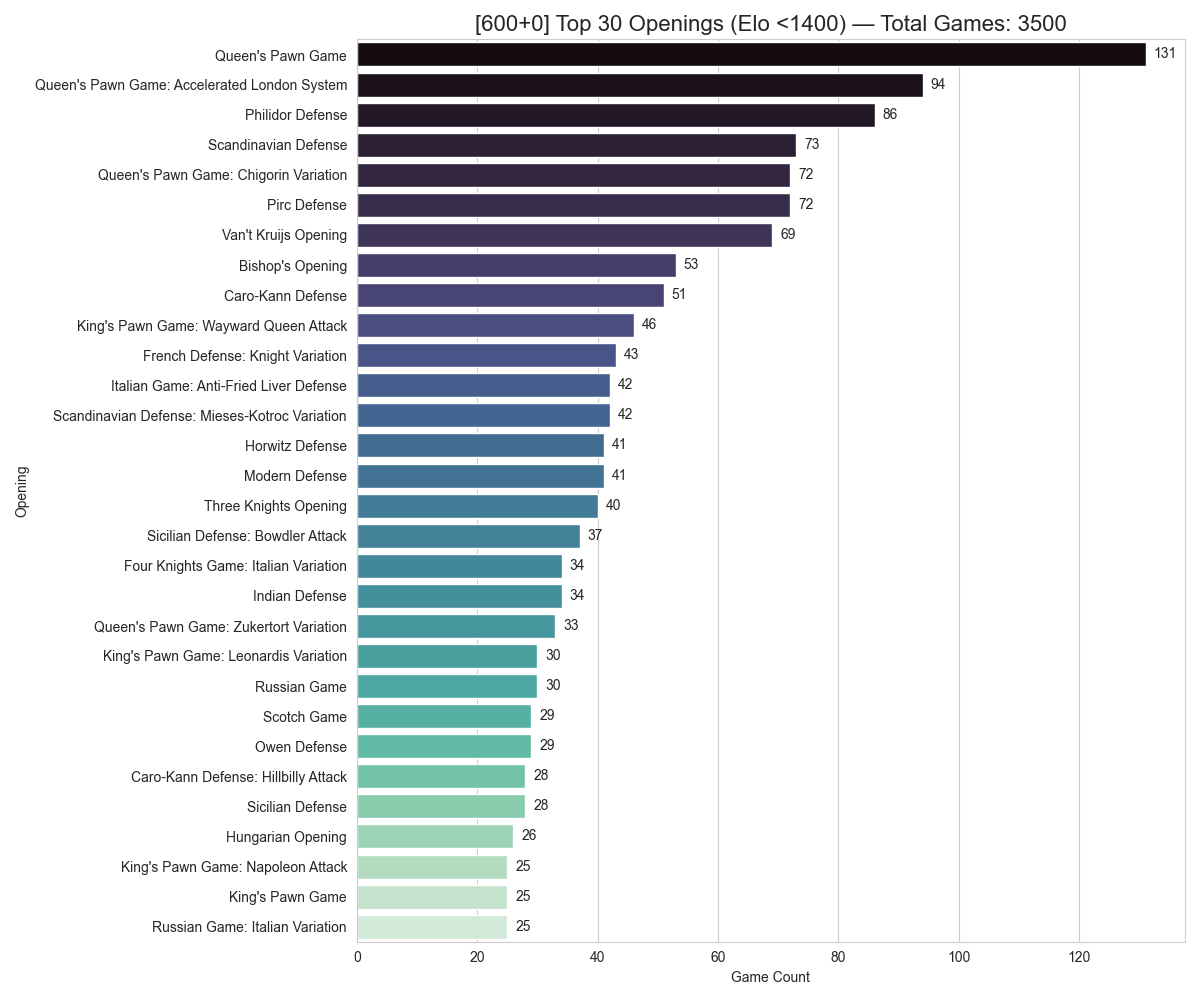 [600+0] Top 30 Openings (Elo <1400) — Total Games: 3500
Opening
Queen's Pawn Game 131
Queen's Pawn Game: Accelerated London System 94
Philidor Defense 86
Scandinavian Defense 73
Queen's Pawn Game: Chigorin Variation 72
Pirc Defense 72
Van't Kruijs Opening 69
Bishop's Opening 53
Caro-Kann Defense 51
King's Pawn Game: Wayward Queen Attack 46
French Defense: Knight Variation 43
Italian Game: Anti-Fried Liver Defense 42
Scandinavian Defense: Mieses-Kotroc Variation 42
Horwitz Defense 41
Modern Defense 41
Three Knights Opening 40
Sicilian Defense: Bowdler Attack 37
Four Knights Game: Italian Variation 34
Indian Defense 34
Queen's Pawn Game: Zukertort Variation 33
King's Pawn Game: Leonardis Variation 30
Russian Game 30
Scotch Game 29
Owen Defense 29
Caro-Kann Defense: Hillbilly Attack 28
Sicilian Defense 28
Hungarian Opening 26
King's Pawn Game: Napoleon Attack 25
King's Pawn Game 25
Russian Game: Italian Variation 25
0 20 40 60 80 100 120
Game Count